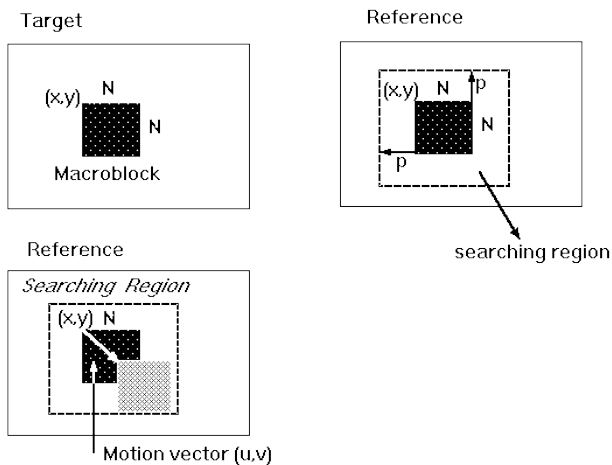 Target
(x,y) N
N
Macroblock
Reference
(x,y) N p
N
p
searching region
Reference
Searching Region
(x,y) N
Motion vector (u,v)